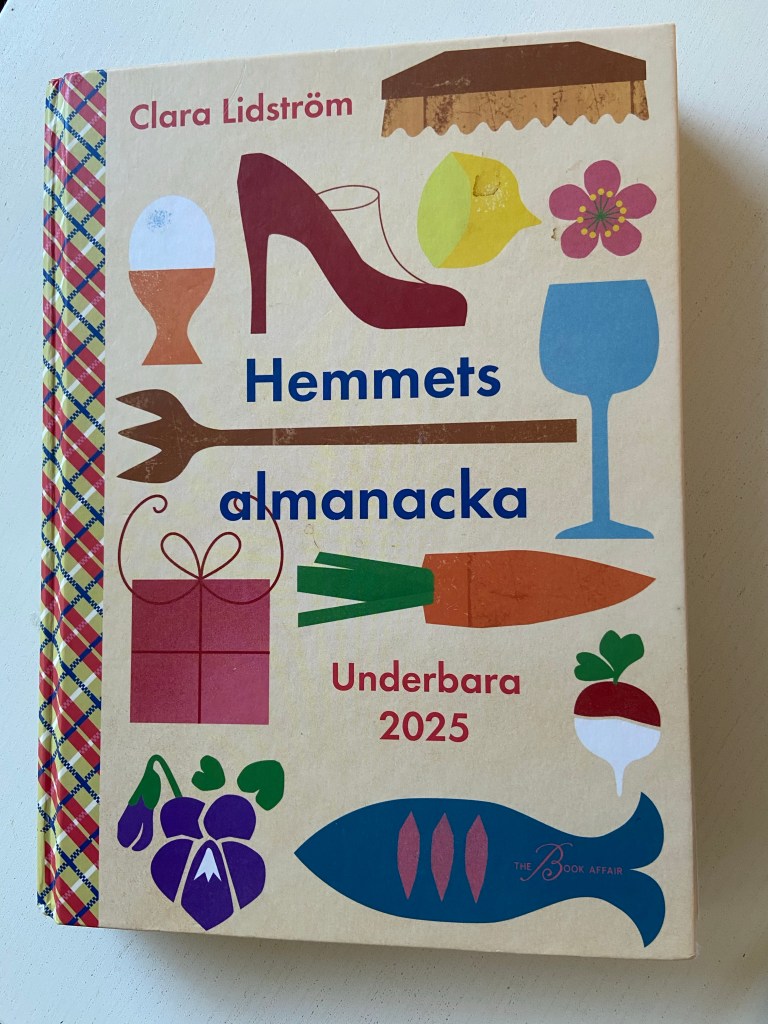 Clara Lidström
Hemmets
almanacka
Underbara
2025
THE BOOK AFFAIR